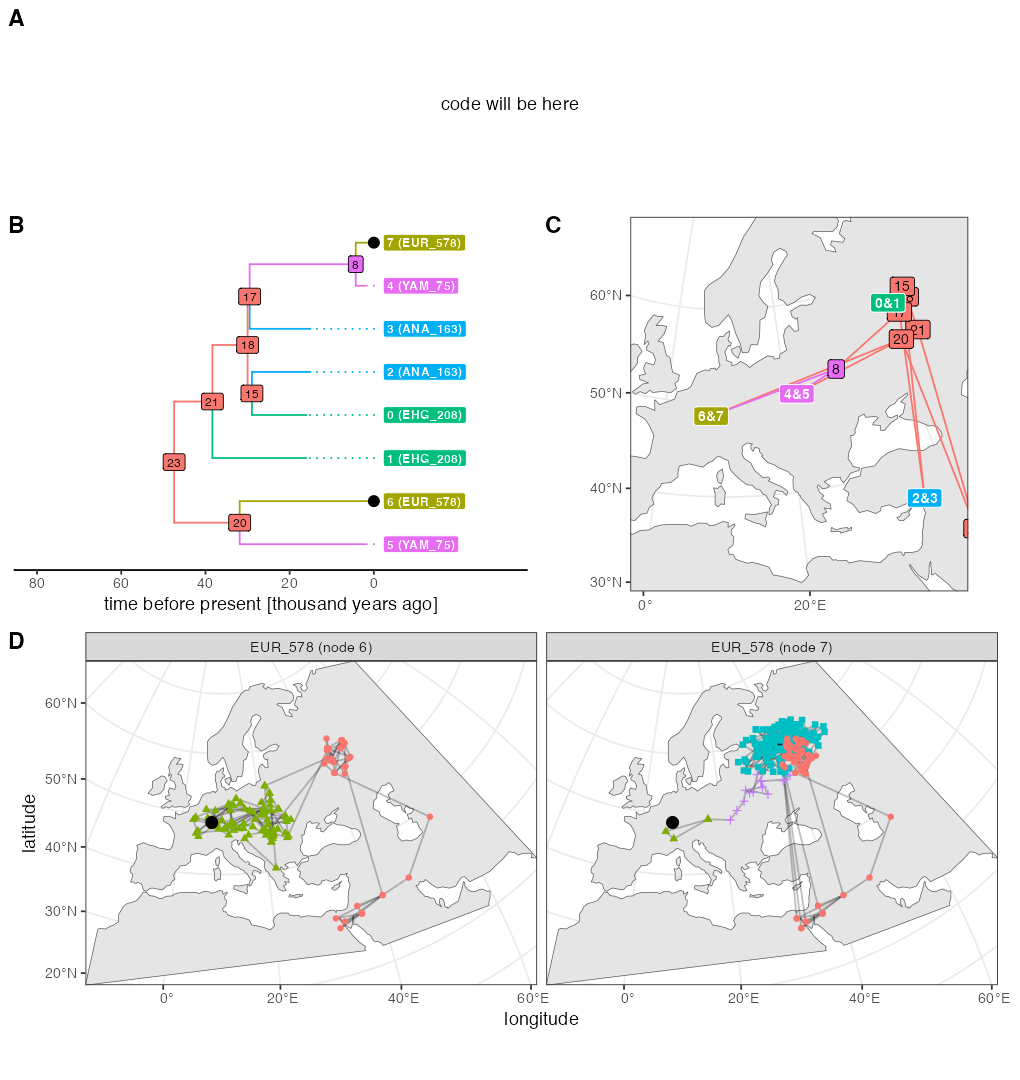 A
code will be here
B
7 (EUR_578)
8
4 (YAM_75)
17
3 (ANA_163)
18
2 (ANA_163)
15
21
0 (EHG_208)
1 (EHG_208)
23
6 (EUR_578)
20
5 (YAM_75)
80
60
40
20
0
time before present [thousand years ago]
C
60°N
50°N
40°N
30°N
0°
20°E
15
0&1
17
21
20
8
4&5
6&7
2&3
D
EUR_578 (node 6)
EUR_578 (node 7)
60°N
50°N
40°N
30°N
20°N
latitude
0°
20°E
40°E
60°E
0°
20°E
40°E
60°E
longitude